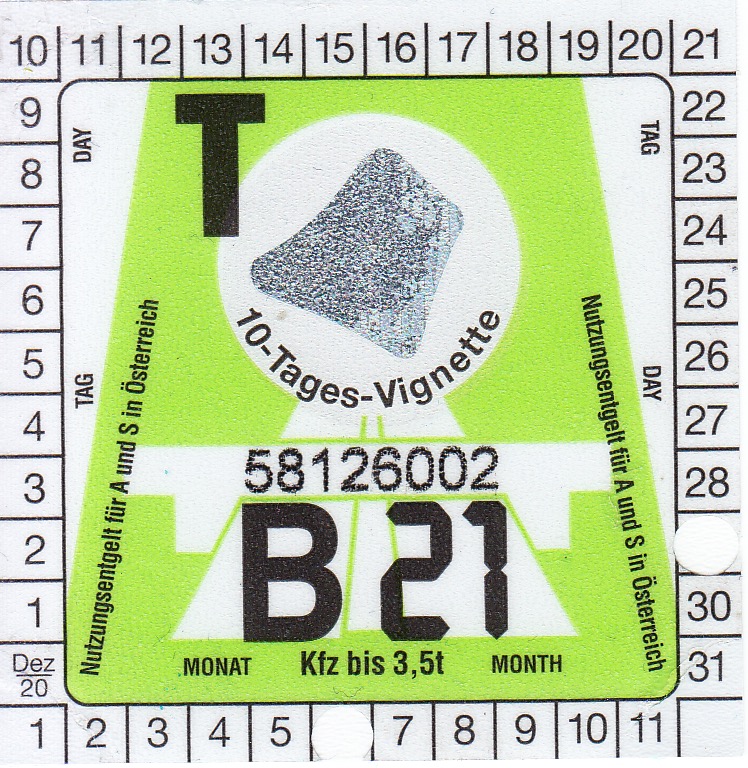 10 11 12 13 14 15 16 17 18 19 20 21
9 22
8 23
7 24
6 25
5 26
4 27
3 28
2
1 30
Dez
20
31
1 2 3 4 5 7 8 9 10 11
DAY
TAG
T
10-Tages-Vignette
TAG
DAY
Nutzungsentgelt für A und S in Österreich
Nutzungsentgelt für A und S in Österreich
58126002
B 21
MONAT Kfz bis 3,5t MONTH